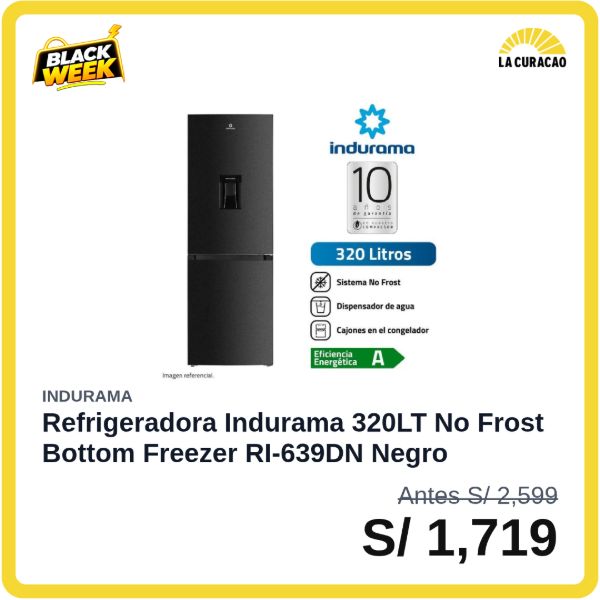 BLACK
WEEK
LA CURACAO
indurama
10
años
de garantía
320 Litros
Sistema No Frost
Dispensador de agua
Cajones en el congelador
Eficiencia
Energética
A
Imagen referencial.
INDURAMA
Refrigeradora Indurama 320LT No Frost
Bottom Freezer RI-639DN Negro
Antes S/ 2,599
S/ 1,719